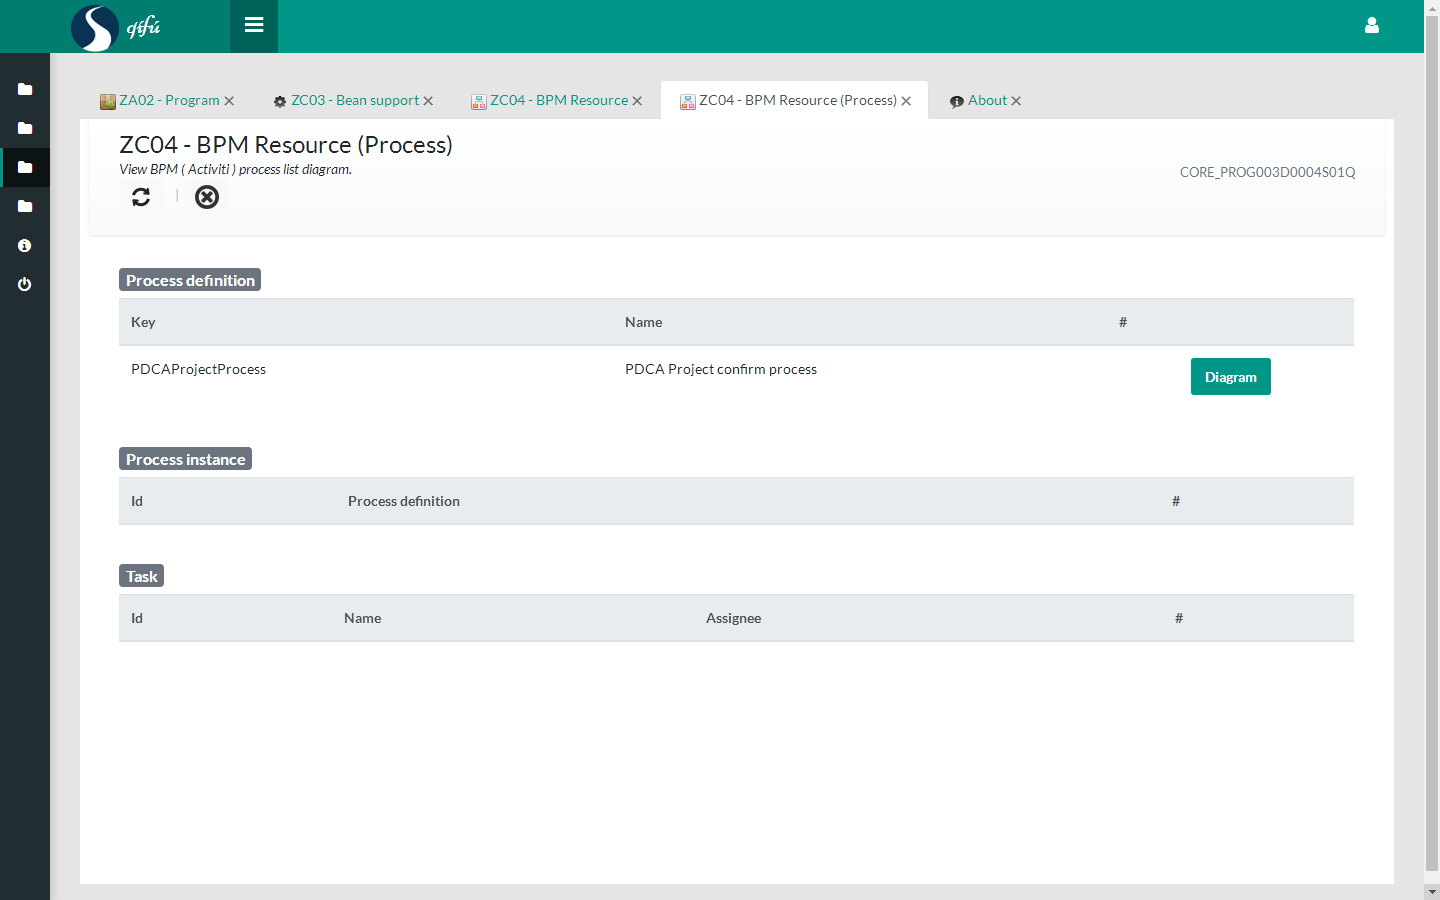 qifú
ZA02 - Program
ZC03 - Bean support
ZC04 - BPM Resource
ZC04 - BPM Resource (Process)
About
ZC04 - BPM Resource (Process)
View BPM ( Activiti ) process list diagram.
CORE_PROG003D0004S01Q
|
Process definition
Key Name #
PDCAProjectProcess PDCA Project confirm process Diagram
Process instance
Id Process definition #
Task
Id Name Assignee #